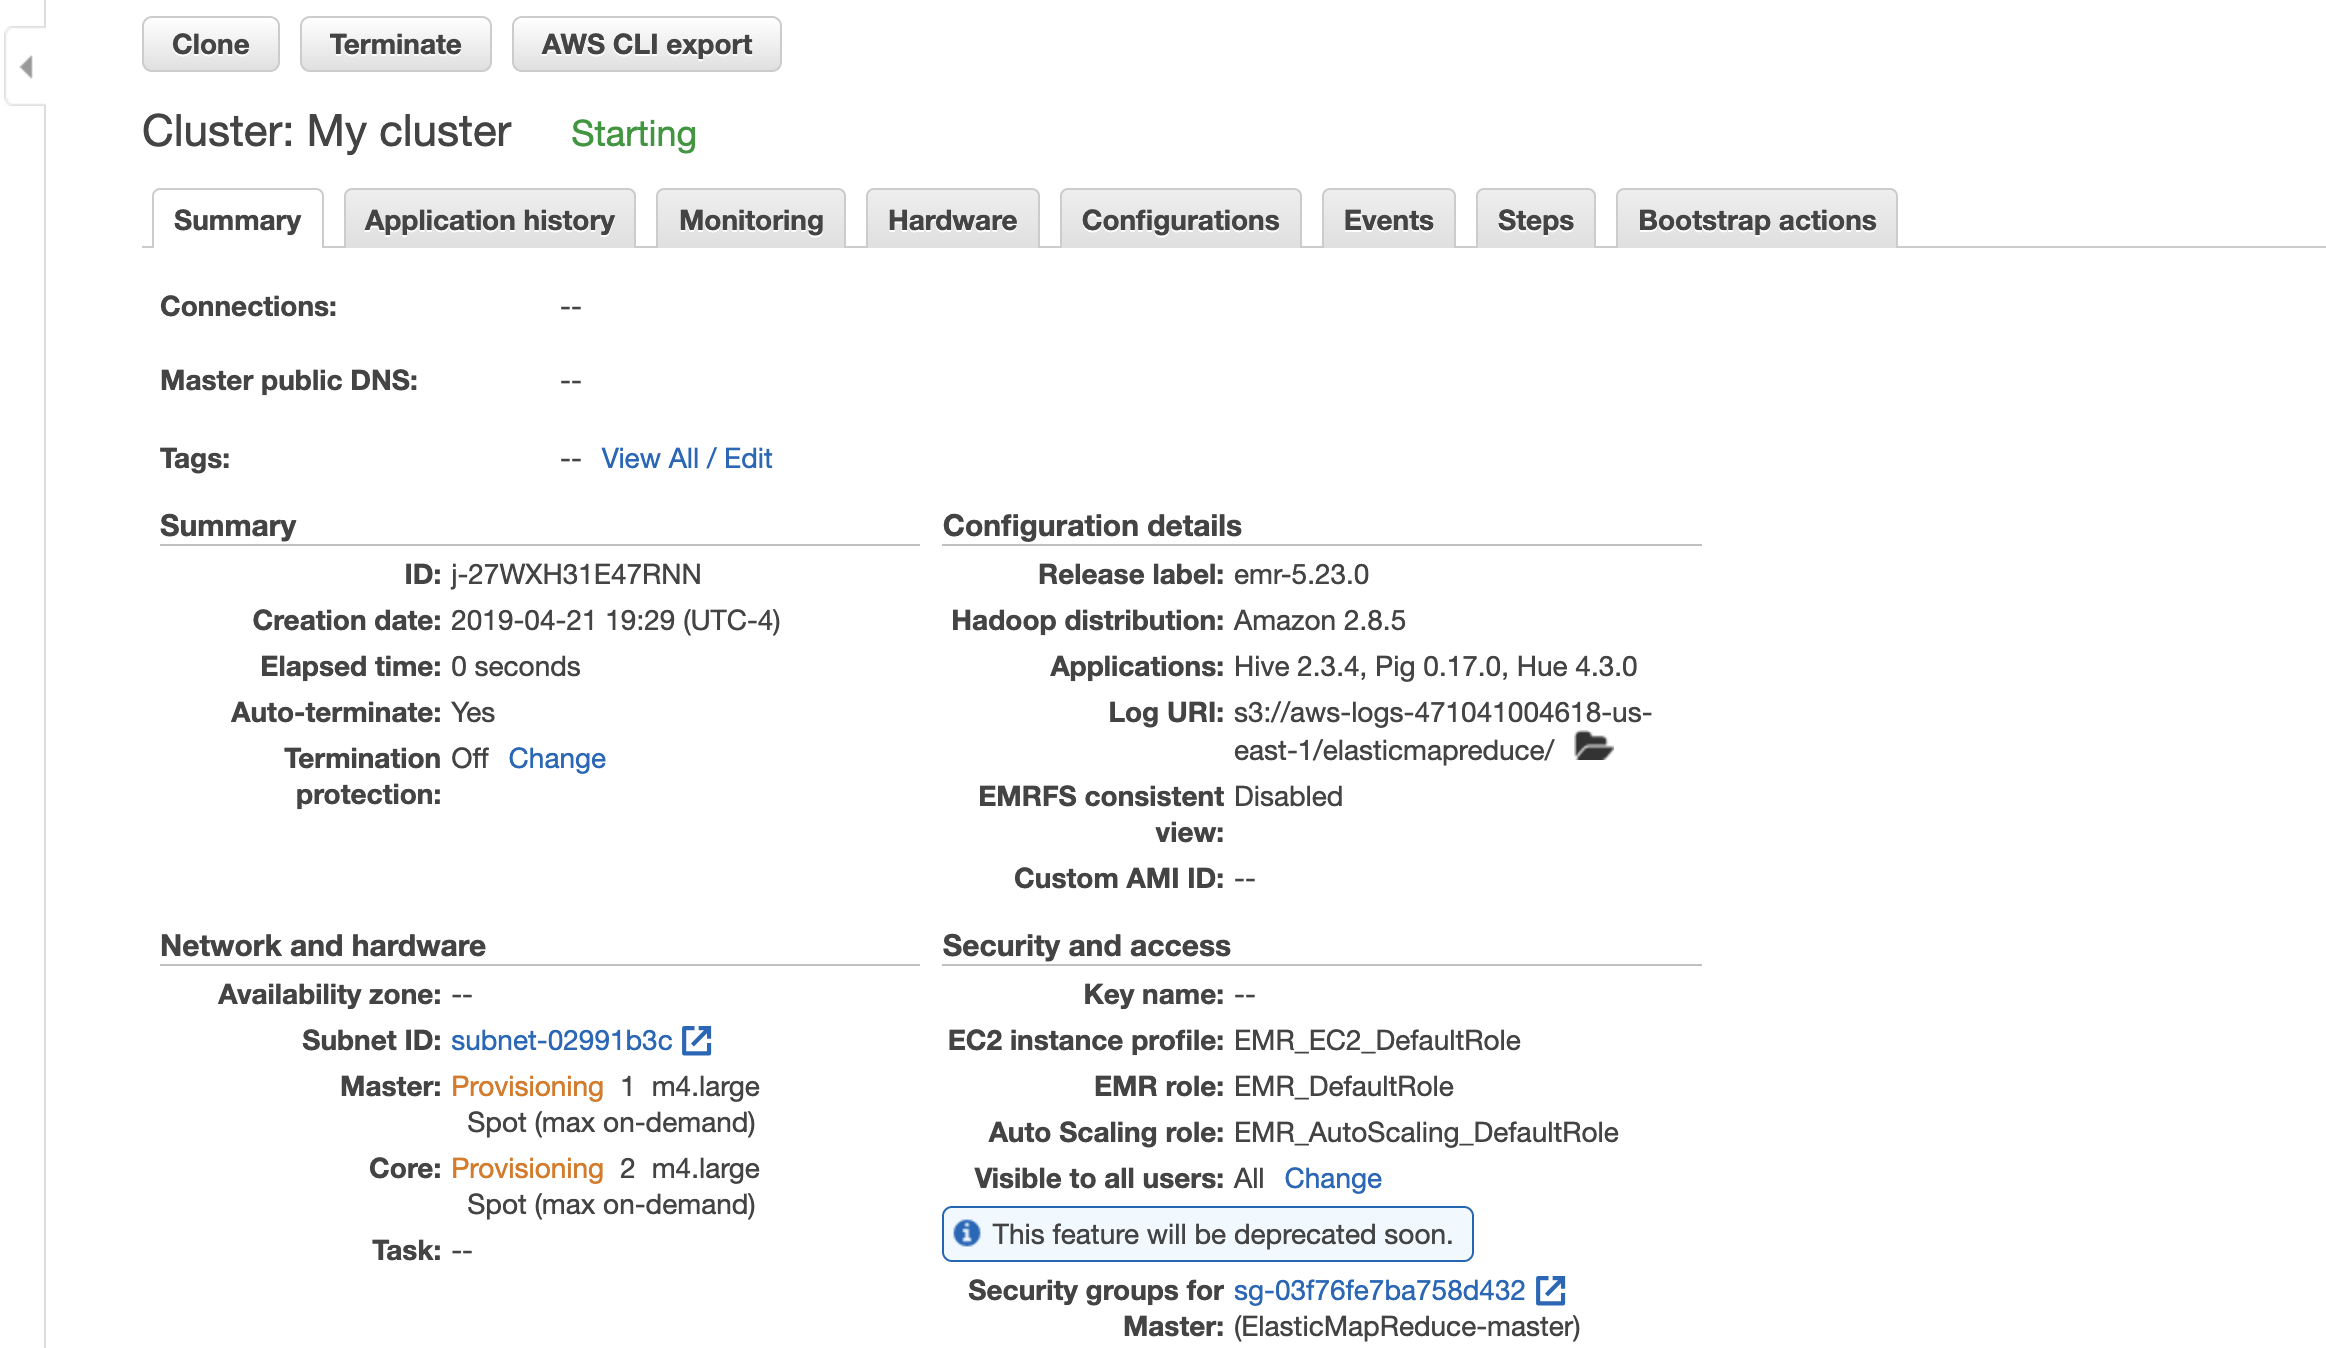 Clone Terminate AWS CLI export
Cluster: My cluster Starting
Summary Application history Monitoring Hardware Configurations Events Steps Bootstrap actions
Connections: --
Master public DNS: --
Tags: -- View All / Edit
Summary
ID: j-27WXH31E47RNN
Creation date: 2019-04-21 19:29 (UTC-4)
Elapsed time: 0 seconds
Auto-terminate: Yes
Termination Off Change
protection:
Configuration details
Release label: emr-5.23.0
Hadoop distribution: Amazon 2.8.5
Applications: Hive 2.3.4, Pig 0.17.0, Hue 4.3.0
Log URI: s3://aws-logs-471041004618-us-
east-1/elasticmapreduce/
EMRFS consistent Disabled
view:
Custom AMI ID: --
Network and hardware
Availability zone: --
Subnet ID: subnet-02991b3c
Master: Provisioning 1 m4.large
Spot (max on-demand)
Core: Provisioning 2 m4.large
Spot (max on-demand)
Task: --
Security and access
Key name: --
EC2 instance profile: EMR_EC2_DefaultRole
EMR role: EMR_DefaultRole
Auto Scaling role: EMR_AutoScaling_DefaultRole
Visible to all users: All Change
This feature will be deprecated soon.
Security groups for sg-03f76fe7ba758d432
Master: (ElasticMapReduce-master)